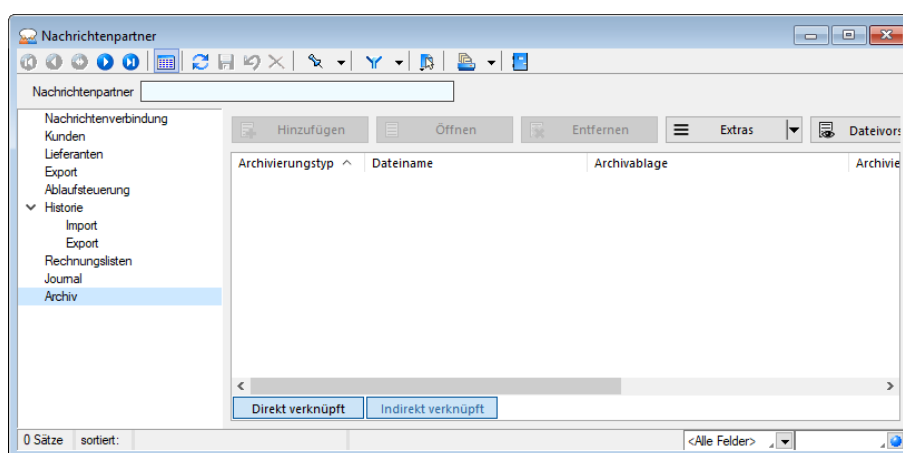 Nachrichtenpartner
Nachrichtenpartner
Nachrichtenverbindung
Kunden
Lieferanten
Export
Ablaufsteuerung
Historie
Import
Export
Rechnungslisten
Journal
Archiv
Hinzufügen Öffnen Entfernen Extras Dateivors
Archivierungstyp Dateiname Archivablage Archivie
Direkt verknüpft Indirekt verknüpft
0 Sätze sortiert: <Alle Felder>